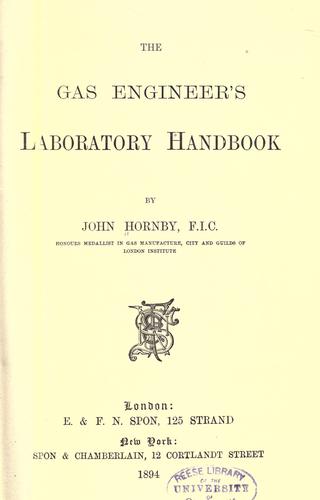 THE
GAS ENGINEER'S
LABORATORY HANDBOOK
BY
JOHN HORNBY, F.I.C.
HONOURS MEDALLIST IN GAS MANUFACTURE, CITY AND GUILDS OF
LONDON INSTITUTE
London:
E. & F. N. SPON, 125 STRAND
New York:
SPON & CHAMBERLAIN, 12 CORTLANDT STREET
1894
REESE LIBRARY
OF THE
UNIVERSITY